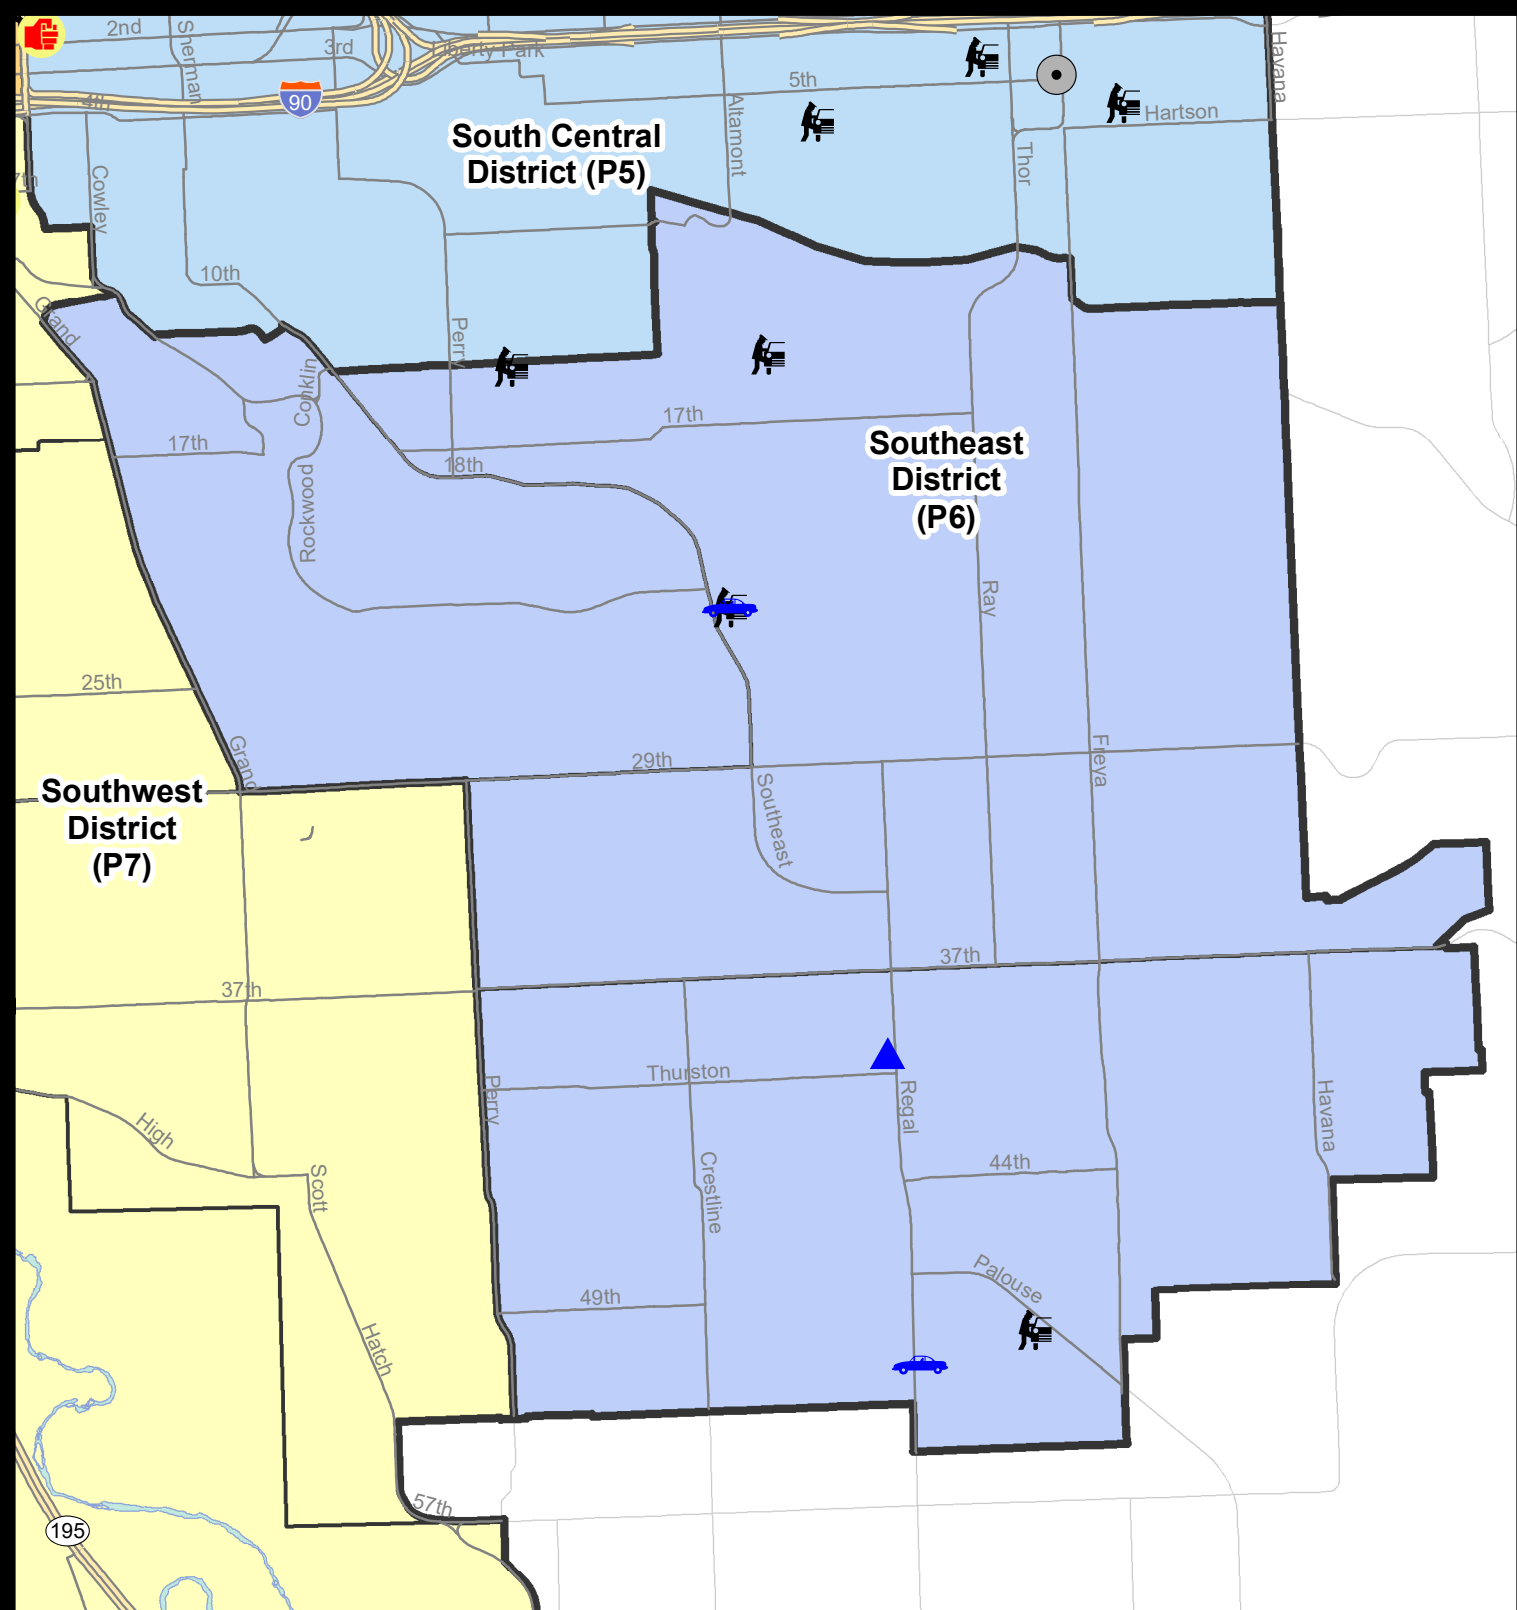 2nd
Sherman
3rd
Liberty Park
90
4th
5th
Havana
Altamont
Hartson
South Central
District (P5)
Thor
7th
Cowley
10th
Grand
Perry
Conklin
17th
17th
18th
Southeast
District
(P6)
Rockwood
Ray
25th
Grand
29th
Freya
Southeast
Southwest
District
(P7)
37th
37th
Thurston
Perry
Regal
Havana
High
Scott
Crestline
44th
Palouse
49th
Hatch
57th
195